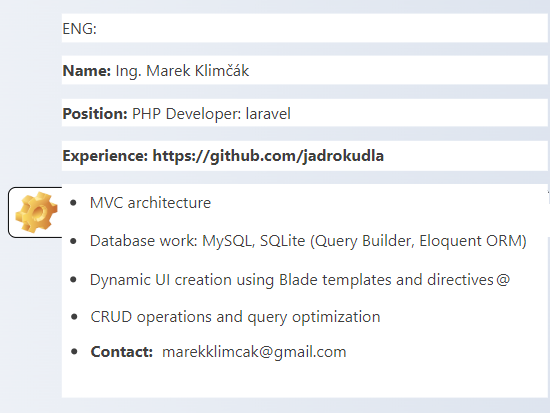 ENG:
Name: Ing. Marek Klimčák
Position: PHP Developer: laravel
Experience: https://github.com/jadrokudla
• MVC architecture
• Database work: MySQL, SQLite (Query Builder, Eloquent ORM)
• Dynamic UI creation using Blade templates and directives@
• CRUD operations and query optimization
• Contact: marekklimcak@gmail.com